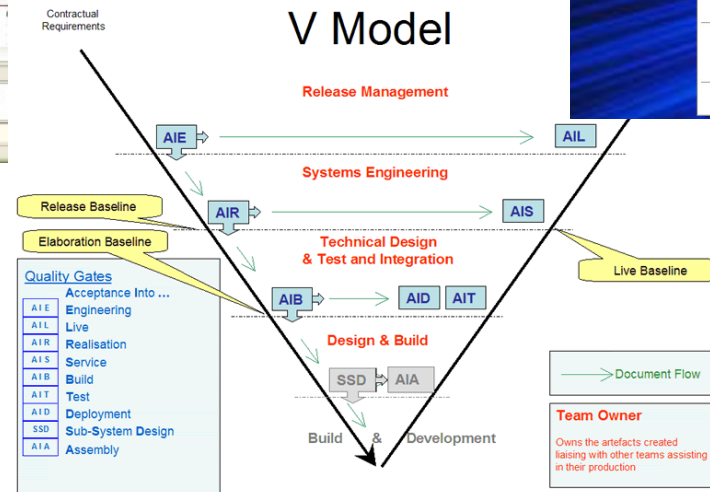 Contractual
Requirements
V Model
Release Management
AIE
AIL
Systems Engineering
Release Baseline
AIR
AIS
Elaboration Baseline
Technical Design
& Test and Integration
Live Baseline
Quality Gates
Acceptance Into ...
AIE Engineering
AIL Live
AIR Realisation
AIS Service
AIB Build
AIT Test
AID Deployment
SSD Sub-System Design
AIA Assembly
AIB
AID
AIT
Design & Build
SSD
AIA
Build & Development
Document Flow
Team Owner
Owns the artefacts created
liaising with other teams assisting
in their production